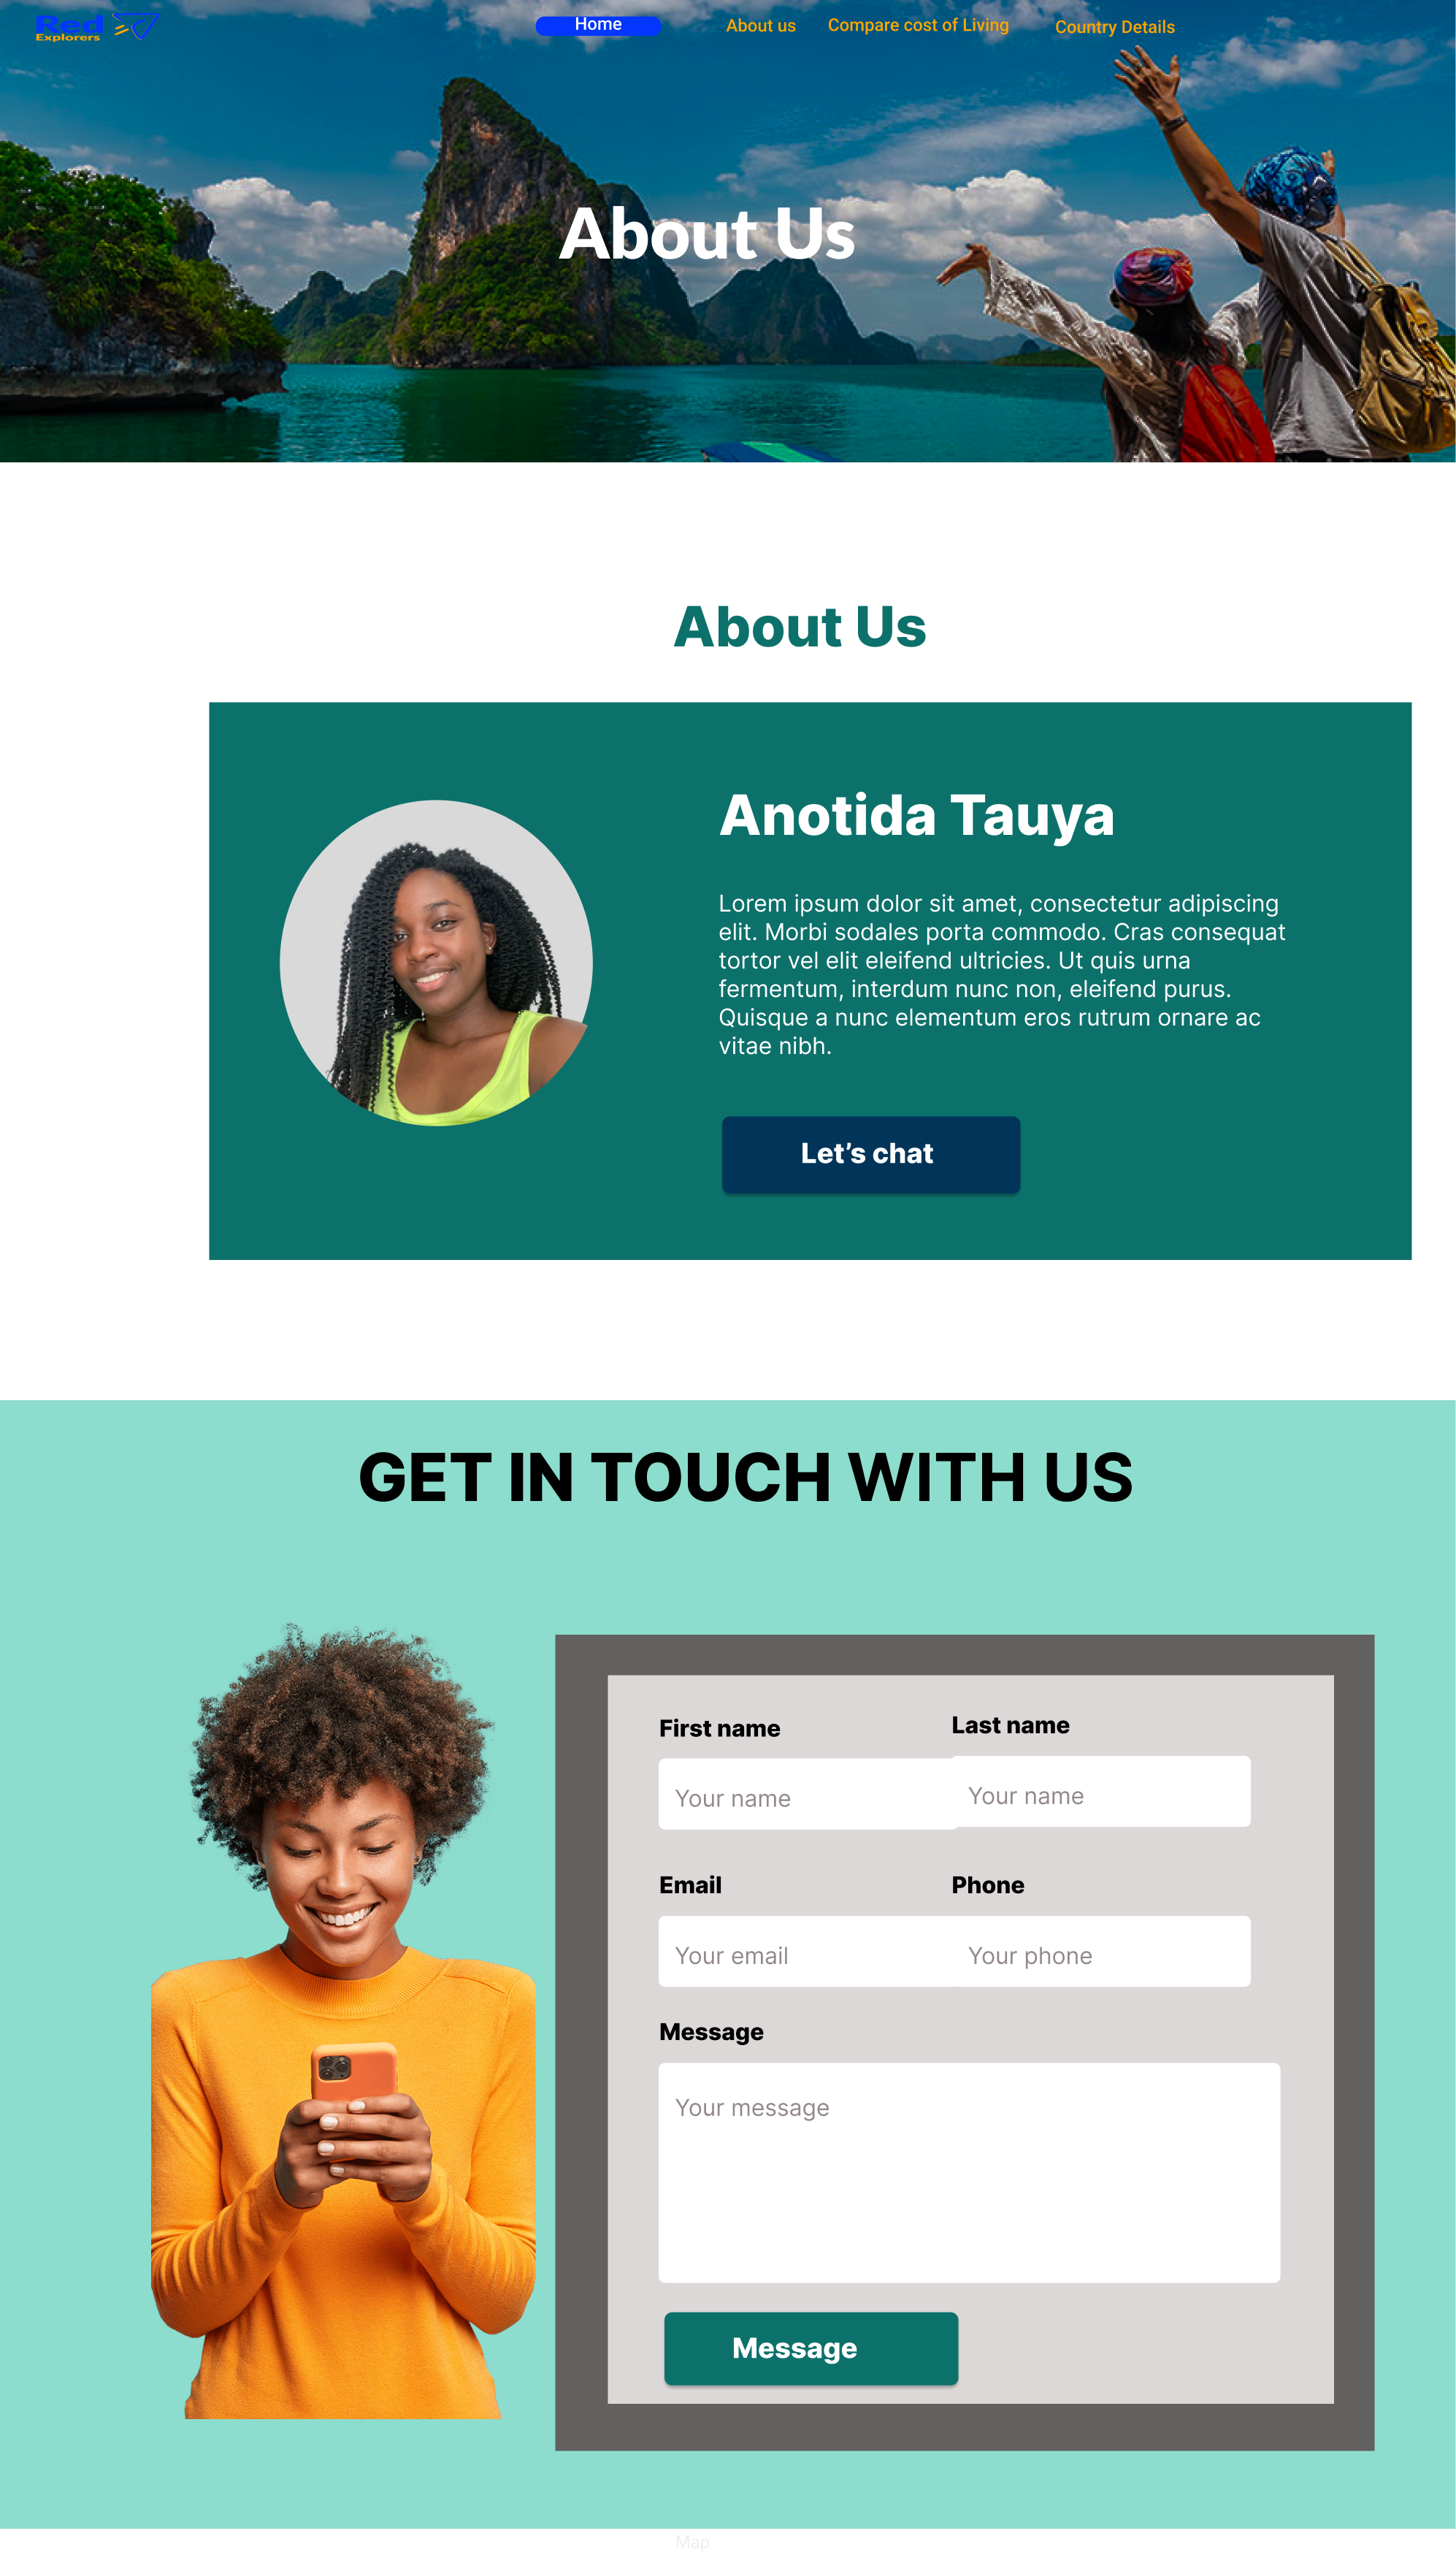 Red
Explorers
Home
About us
Compare cost of Living
Country Details
About Us
About Us
Anotida Tauya
Lorem ipsum dolor sit amet, consectetur adipiscing
elit. Morbi sodales porta commodo. Cras consequat
tortor vel elit eleifend ultricies. Ut quis urna
fermentum, interdum nunc non, eleifend purus.
Quisque a nunc elementum eros rutrum ornare ac
vitae nibh.
Let’s chat
GET IN TOUCH WITH US
First name
Last name
Your name
Your name
Email
Phone
Your email
Your phone
Message
Your message
Message
Map